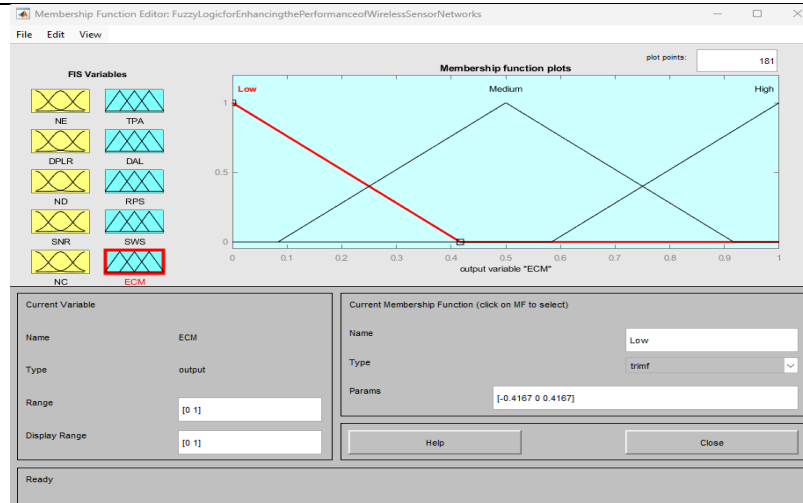 Membership Function Editor: FuzzyLogicforEnhancingthePerformanceofWirelessSensorNetworks
File Edit View
FIS Variables
NE TPA
DPLR DAL
ND RPS
SNR SWS
NC ECM
Membership function plots
plot points: 181
Low Medium High
1
0.5
0
0 0.1 0.2 0.3 0.4 0.5 0.6 0.7 0.8 0.9 1
output variable "ECM"
Current Variable
Name ECM
Type output
Range [0 1]
Display Range [0 1]
Current Membership Function (click on MF to select)
Name Low
Type trimf
Params [-0.4167 0 0.4167]
Help Close
Ready